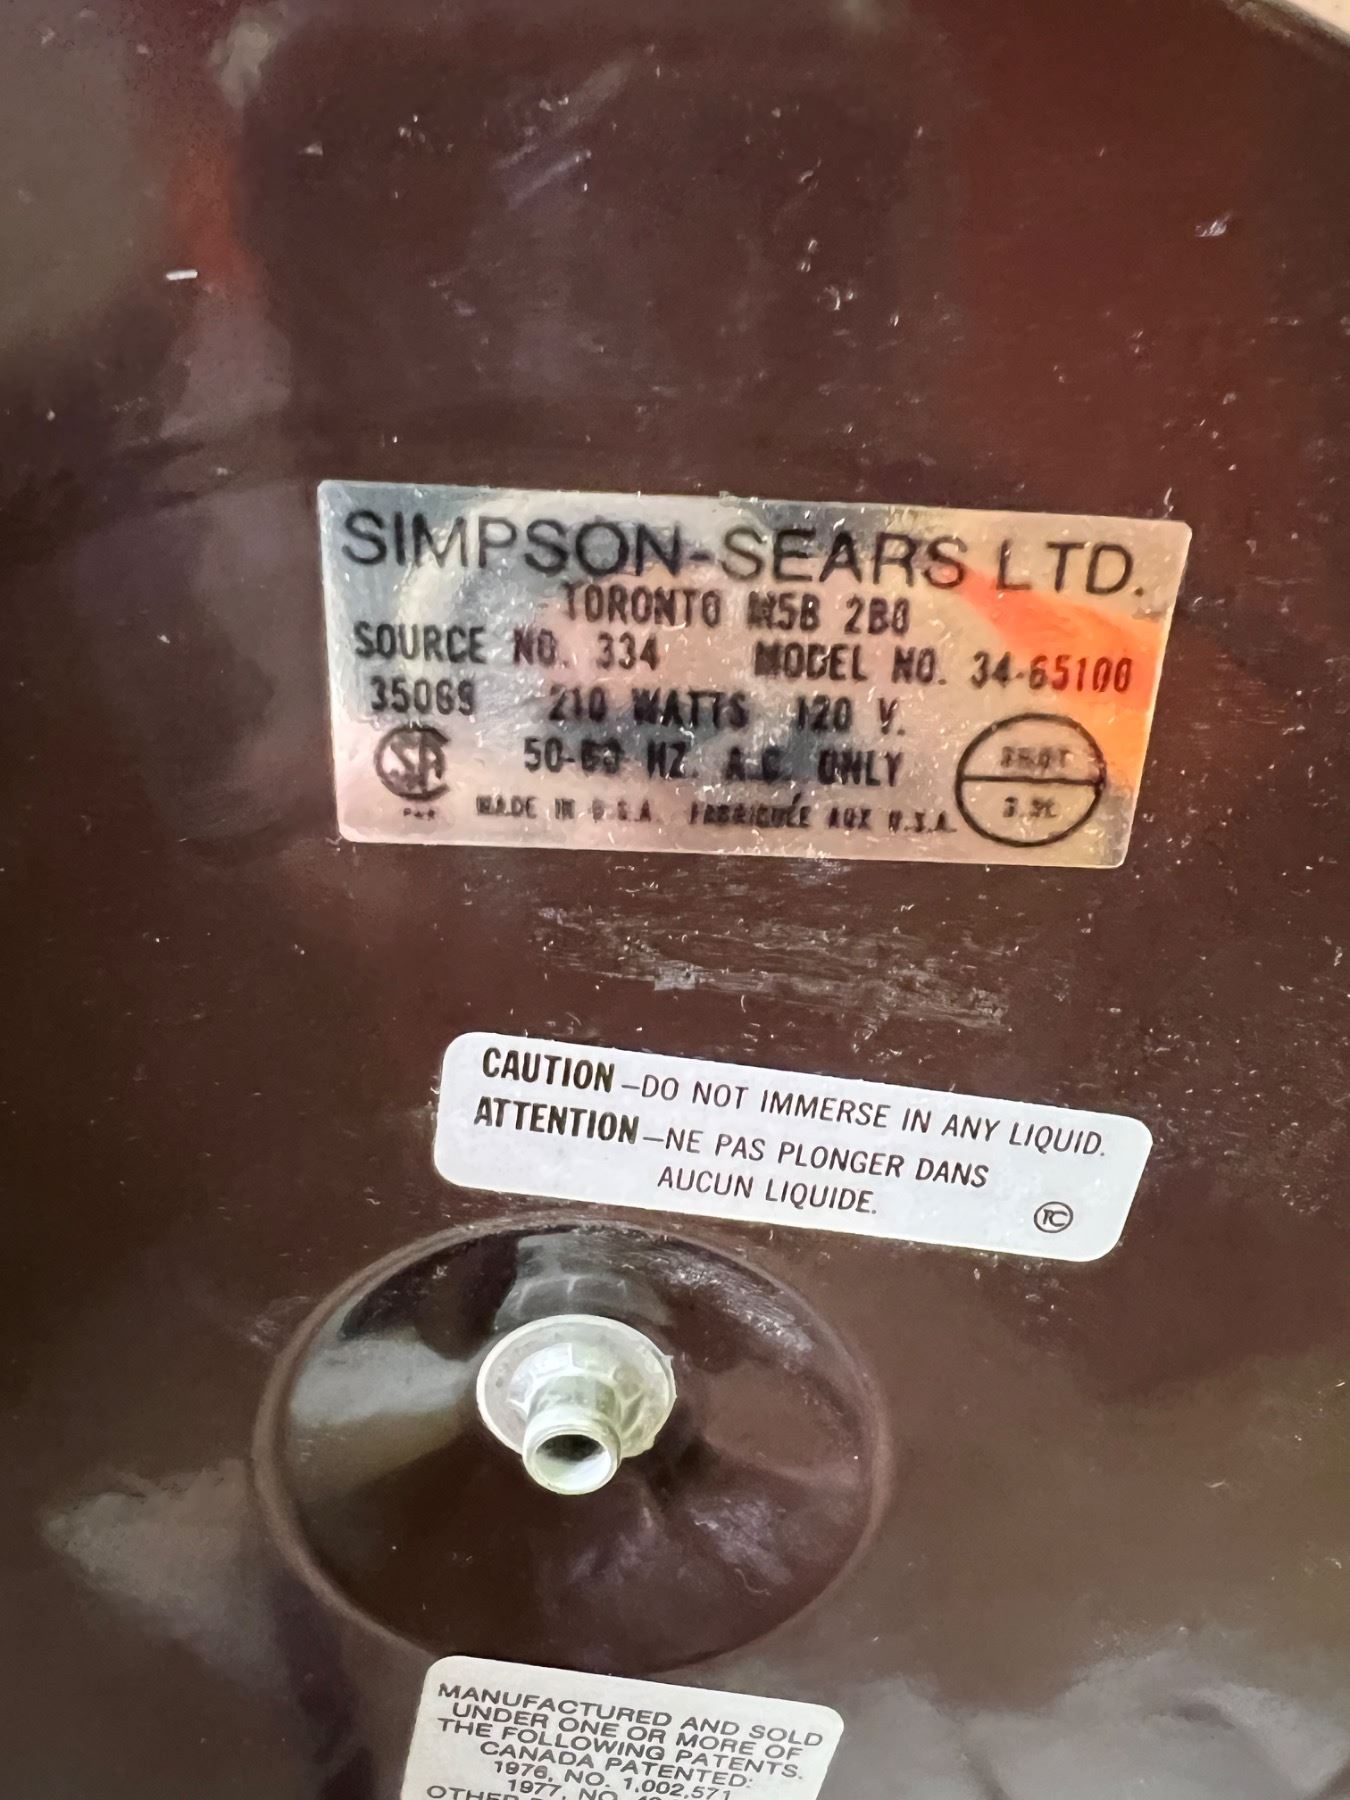 SIMPSON-SEARS LTD.
TORONTO M5B 2B8
SOURCE NO. 334 MODEL NO. 34-65100
35069 210 WATTS 120 V.
50-60 HZ. A.C. ONLY
MADE IN U.S.A. FABRIQUÉE AUX U.S.A.
CAUTION —DO NOT IMMERSE IN ANY LIQUID.
ATTENTION —NE PAS PLONGER DANS
AUCUN LIQUIDE.
MANUFACTURED AND SOLD
UNDER ONE OR MORE OF
THE FOLLOWING PATENTS.
CANADA PATENTED:
1976, NO. 1,002,571
1977, NO.
OTHER